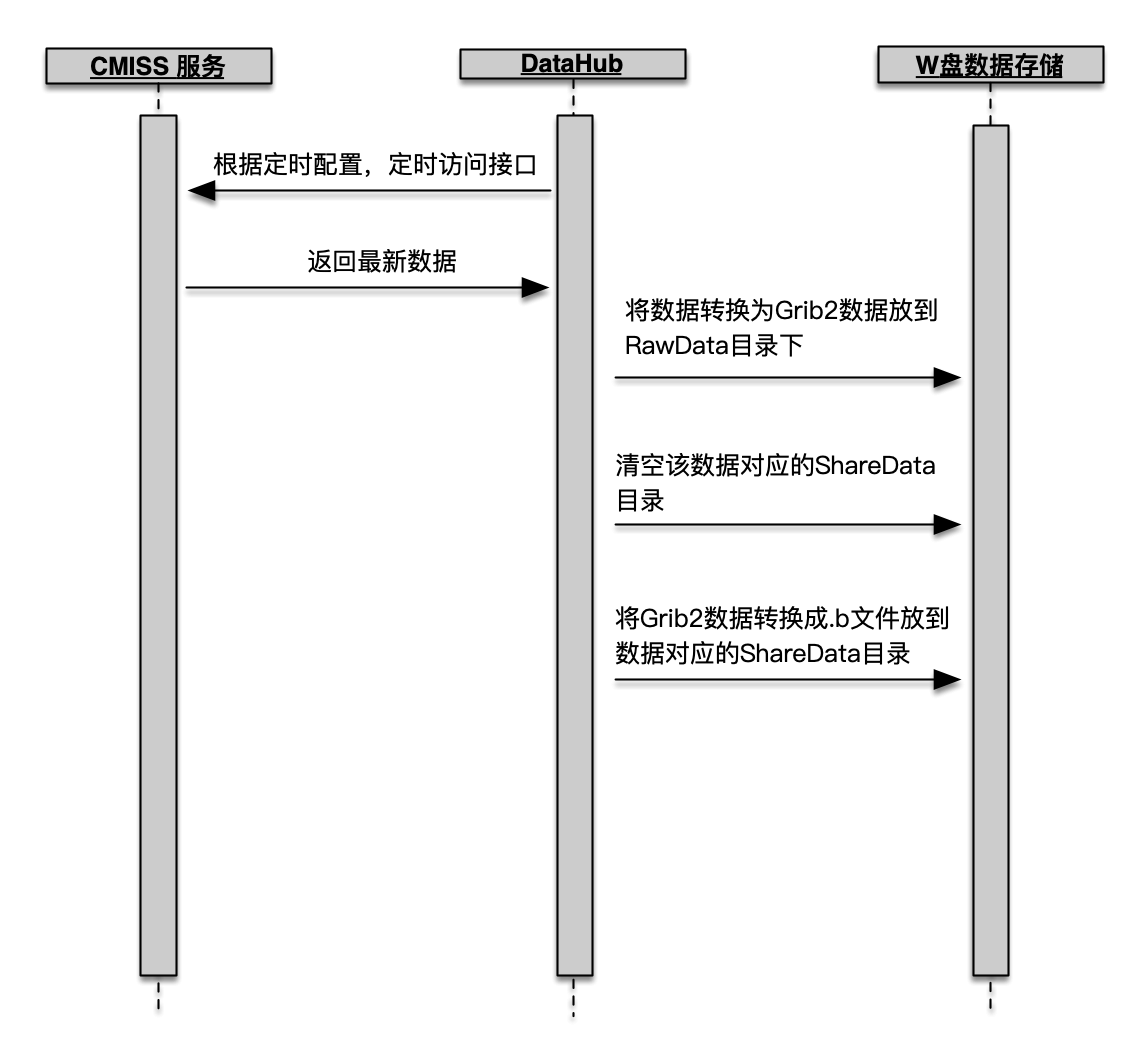 CMISS 服务
DataHub
W盘数据存储
根据定时配置，定时访问接口
返回最新数据
将数据转换为Grib2数据放到
RawData目录下
清空该数据对应的ShareData
目录
将Grib2数据转换成.b文件放到
数据对应的ShareData目录